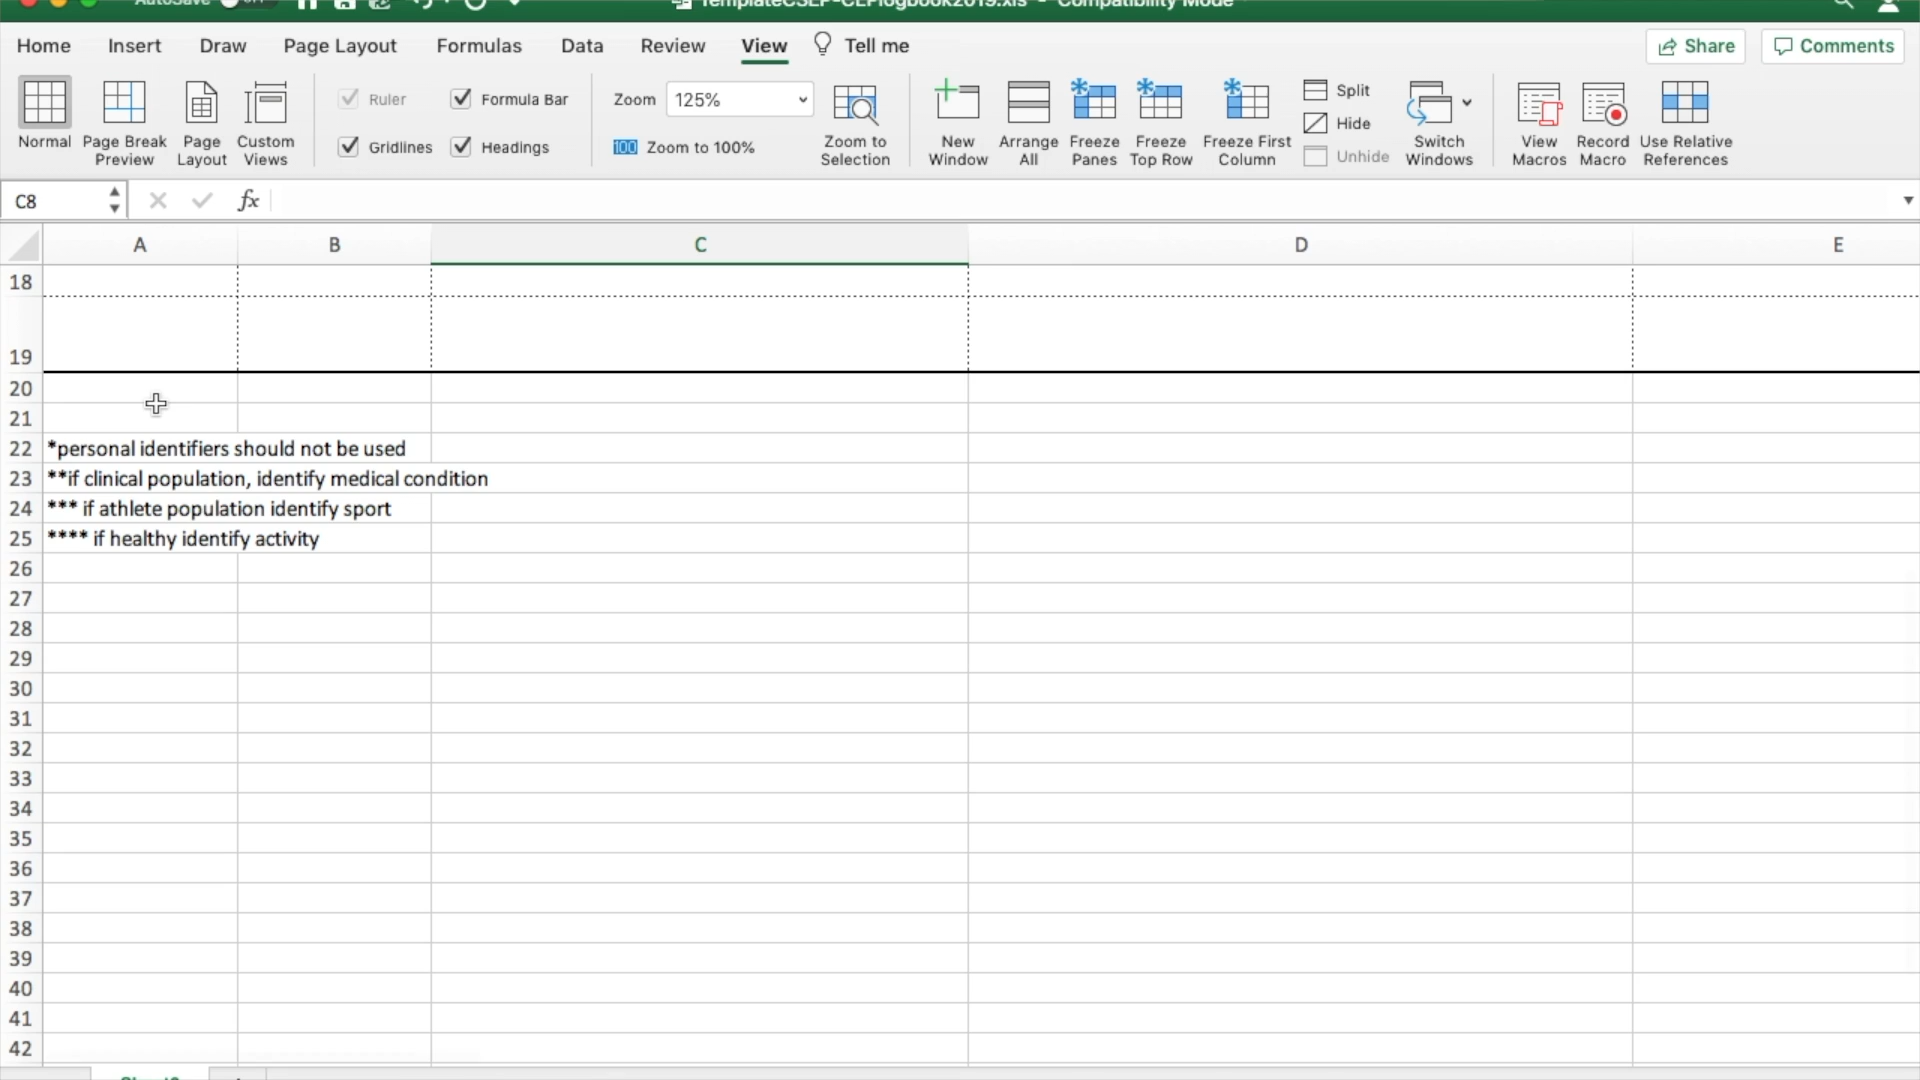 AutoSave OFF
TemplateCSEP-CEPlogbook2019.xls - Compatibility Mode
Home Insert Draw Page Layout Formulas Data Review View Tell me Share Comments
Ruler Formula Bar Zoom 125% Split
Hide
Normal Page Break Preview Page Layout Custom Views Gridlines Headings 100 Zoom to 100% Zoom to Selection New Window Arrange All Freeze Panes Freeze Top Row Freeze First Column Unhide Switch Windows View Macros Record Macro Use Relative References
C8 fx
A B C D E
18
19
20
21
22 *personal identifiers should not be used
23 **if clinical population, identify medical condition
24 *** if athlete population identify sport
25 **** if healthy identify activity
26
27
28
29
30
31
32
33
34
35
36
37
38
39
40
41
42